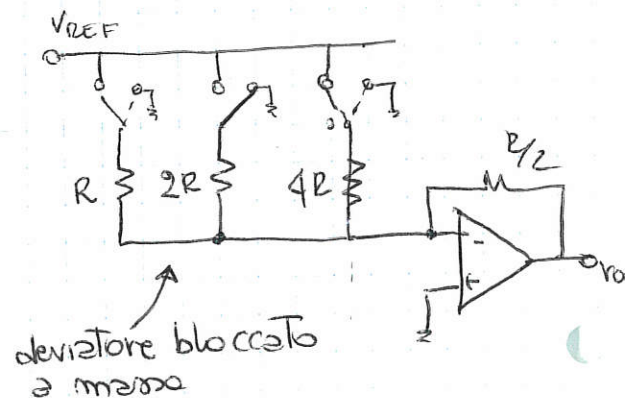 VREF
R
2R
4R
R/2
-
+
vo
deviatore bloccato
a massa